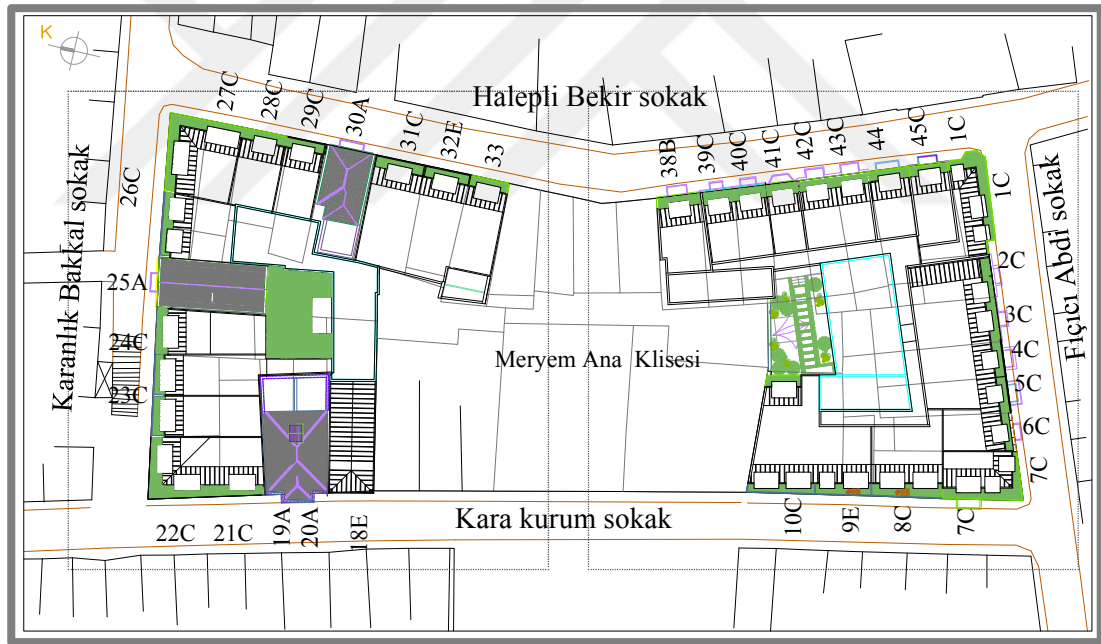 K
Halepli Bekir sokak
27C
28C
29C
30A
31C
32E
33
38B
39C
40C
41C
42C
43C
44
45C
1C
1C
2C
3C
4C
5C
6C
7C
Fıçıcı Abdi sokak
Karanlık Bakkal sokak
26C
25A
24C
23C
Meryem Ana Klisesi
22C
21C
19A
20A
18E
Kara kurum sokak
10C
9E
8C
7C